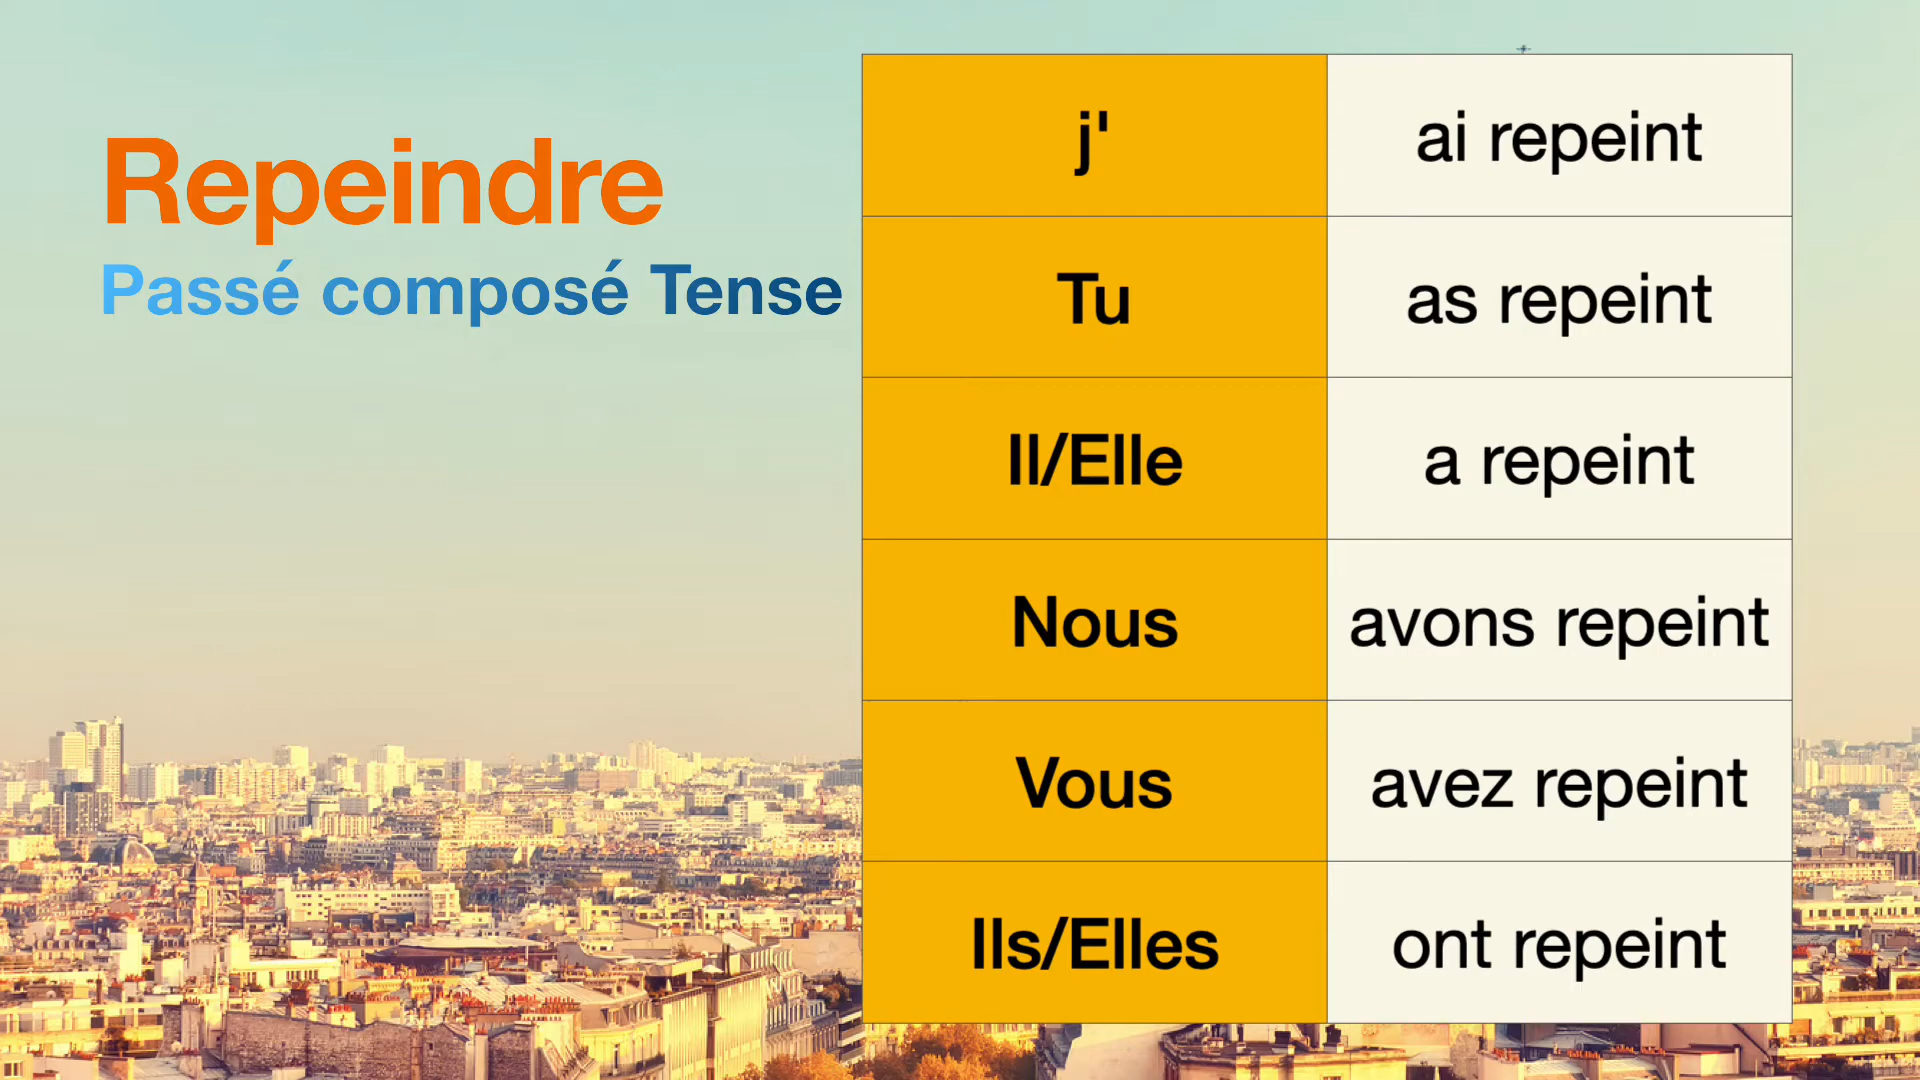 Repeindre
Passé composé Tense
j' ai repeint
Tu as repeint
Il/Elle a repeint
Nous avons repeint
Vous avez repeint
Ils/Elles ont repeint